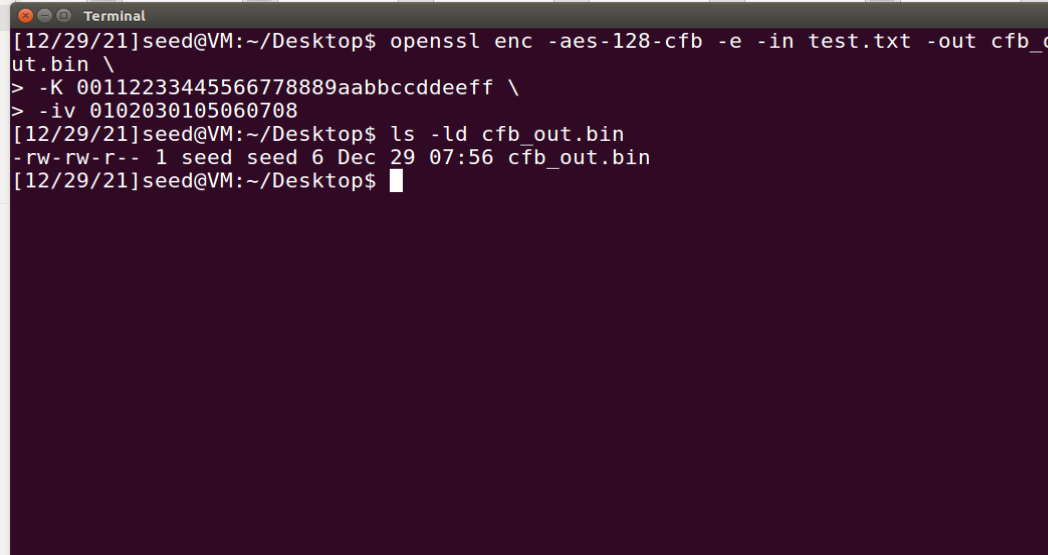 Terminal
[12/29/21]seed@VM:~/Desktop$ openssl enc -aes-128-cfb -e -in test.txt -out cfb_o
ut.bin \
> -K 00112233445566778889aabbccddeeff \
> -iv 0102030105060708
[12/29/21]seed@VM:~/Desktop$ ls -ld cfb_out.bin
-rw-rw-r-- 1 seed seed 6 Dec 29 07:56 cfb_out.bin
[12/29/21]seed@VM:~/Desktop$